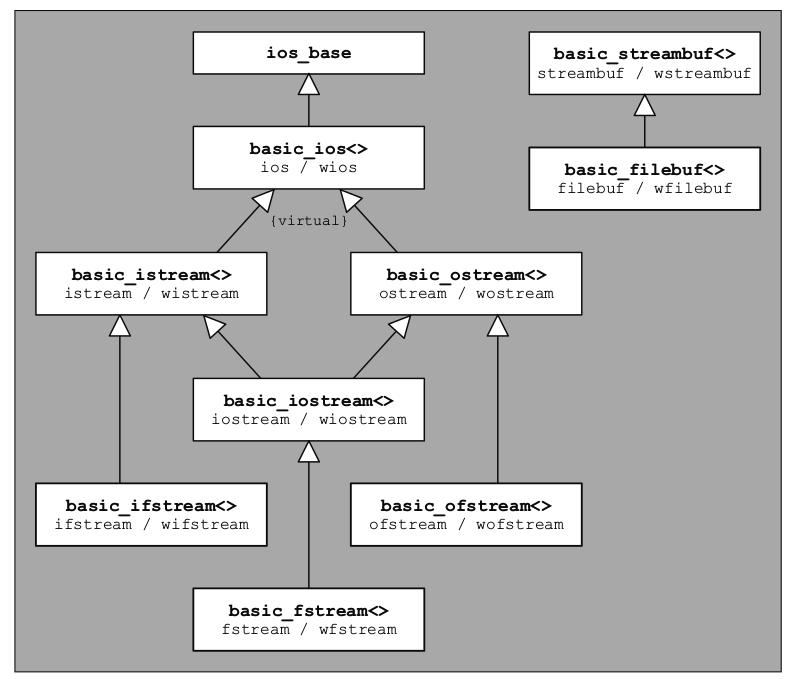 ios_base
basic_streambuf<>
streambuf / wstreambuf
basic_ios<>
ios / wios
basic_filebuf<>
filebuf / wfilebuf
{virtual}
basic_istream<>
istream / wistream
basic_ostream<>
ostream / wostream
basic_iostream<>
iostream / wiostream
basic_ifstream<>
ifstream / wifstream
basic_ofstream<>
ofstream / wofstream
basic_fstream<>
fstream / wfstream